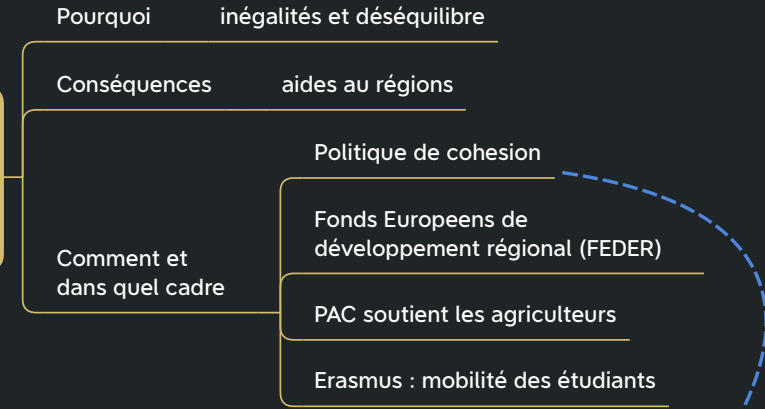 Pourquoi inégalités et déséquilibre
Conséquences aides au régions
Politique de cohesion
Fonds Europeens de
développement régional (FEDER)
Comment et
dans quel cadre
PAC soutient les agriculteurs
Erasmus : mobilité des étudiants